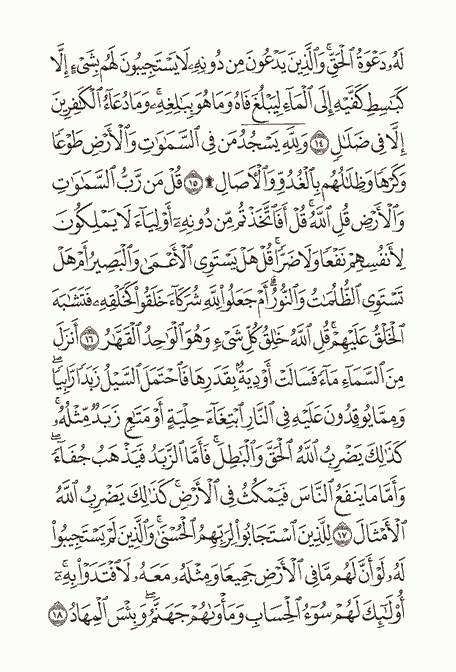 لَهُۥ دَعْوَةُ ٱلْحَقِّ ۖ وَٱلَّذِينَ يَدْعُونَ مِن دُونِهِۦ لَا يَسْتَجِيبُونَ لَهُم بِشَىْءٍ إِلَّا
كَبَٰسِطِ كَفَّيْهِ إِلَى ٱلْمَآءِ لِيَبْلُغَ فَاهُ وَمَا هُوَ بِبَٰلِغِهِۦ ۚ وَمَا دُعَآءُ ٱلْكَٰفِرِينَ
إِلَّا فِى ضَلَٰلٍ ١٤ وَلِلَّهِ يَسْجُدُ مَن فِى ٱلسَّمَٰوَٰتِ وَٱلْأَرْضِ طَوْعًا
وَكَرْهًا وَظِلَٰلُهُم بِٱلْغُدُوِّ وَٱلْءَاصَالِ ۩ ١٥ قُلْ مَن رَّبُّ ٱلسَّمَٰوَٰتِ
وَٱلْأَرْضِ قُلِ ٱللَّهُ ۚ قُلْ أَفَٱتَّخَذْتُم مِّن دُونِهِۦٓ أَوْلِيَآءَ لَا يَمْلِكُونَ
لِأَنفُسِهِمْ نَفْعًا وَلَا ضَرًّا ۚ قُلْ هَلْ يَسْتَوِى ٱلْأَعْمَىٰ وَٱلْبَصِيرُ أَمْ هَلْ
تَسْتَوِى ٱلظُّلُمَٰتُ وَٱلنُّورُ ۗ أَمْ جَعَلُوا۟ لِلَّهِ شُرَكَآءَ خَلَقُوا۟ كَخَلْقِهِۦ فَتَشَٰبَهَ
ٱلْخَلْقُ عَلَيْهِمْ ۚ قُلِ ٱللَّهُ خَٰلِقُ كُلِّ شَىْءٍ وَهُوَ ٱلْوَٰحِدُ ٱلْقَهَّٰرُ ١٦ أَنزَلَ
مِنَ ٱلسَّمَآءِ مَآءً فَسَالَتْ أَوْدِيَةٌۢ بِقَدَرِهَا فَٱحْتَمَلَ ٱلسَّيْلُ زَبَدًا رَّابِيًا ۚ
وَمِمَّا يُوقِدُونَ عَلَيْهِ فِى ٱلنَّارِ ٱبْتِغَآءَ حِلْيَةٍ أَوْ مَتَٰعٍ زَبَدٌ مِّثْلُهُۥ ۚ
كَذَٰلِكَ يَضْرِبُ ٱللَّهُ ٱلْحَقَّ وَٱلْبَٰطِلَ ۚ فَأَمَّا ٱلزَّبَدُ فَيَذْهَبُ جُفَآءً ۖ
وَأَمَّا مَا يَنفَعُ ٱلنَّاسَ فَيَمْكُثُ فِى ٱلْأَرْضِ ۚ كَذَٰلِكَ يَضْرِبُ ٱللَّهُ
ٱلْأَمْثَالَ ١٧ لِلَّذِينَ ٱسْتَجَابُوا۟ لِرَبِّهِمُ ٱلْحُسْنَىٰ ۚ وَٱلَّذِينَ لَمْ يَسْتَجِيبُوا۟
لَهُۥ لَوْ أَنَّ لَهُم مَّا فِى ٱلْأَرْضِ جَمِيعًا وَمِثْلَهُۥ مَعَهُۥ لَٱفْتَدَوْا۟ بِهِۦٓ ۚ
أُو۟لَٰٓئِكَ لَهُمْ سُوٓءُ ٱلْحِسَابِ وَمَأْوَىٰهُمْ جَهَنَّمُ ۖ وَبِئْسَ ٱلْمِهَادُ ١٨